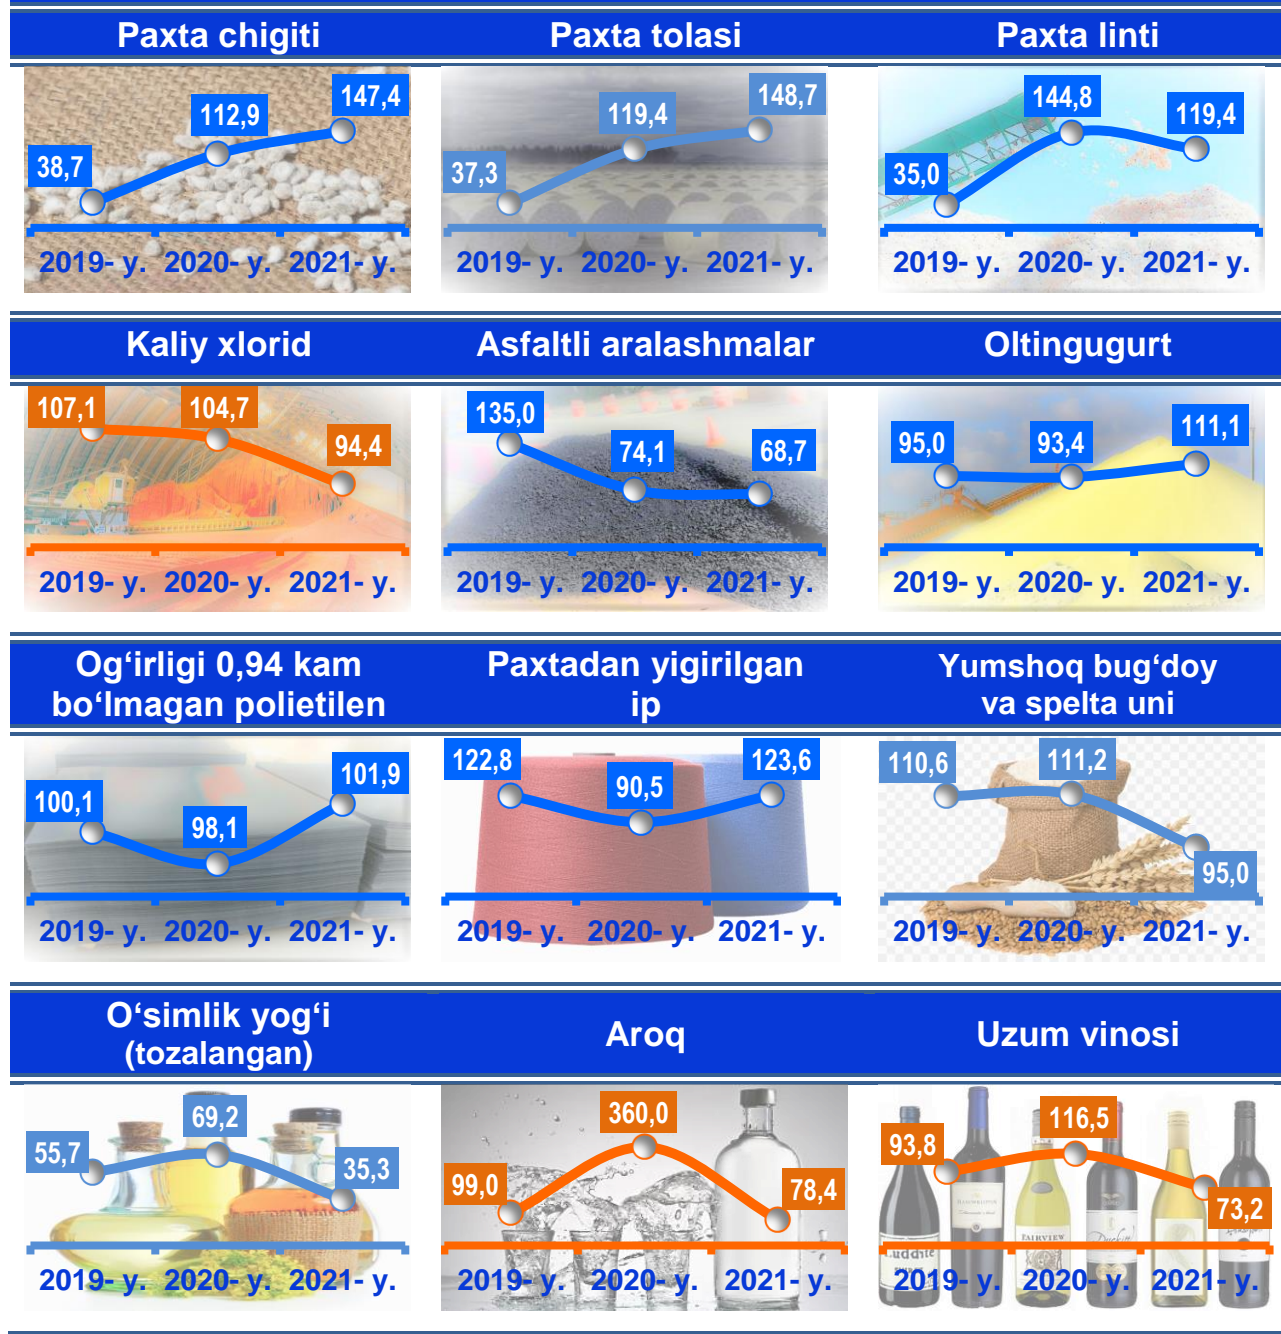 Paxta chigiti
Paxta tolasi
Paxta linti
38,7
112,9
147,4
2019- y. 2020- y. 2021- y.
37,3
119,4
148,7
2019- y. 2020- y. 2021- y.
35,0
144,8
119,4
2019- y. 2020- y. 2021- y.
Kaliy xlorid
Asfaltli aralashmalar
Oltingugurt
107,1
104,7
94,4
2019- y. 2020- y. 2021- y.
135,0
74,1
68,7
2019- y. 2020- y. 2021- y.
95,0
93,4
111,1
2019- y. 2020- y. 2021- y.
Og‘irligi 0,94 kam
bo‘lmagan polietilen
Paxtadan yigirilgan
ip
Yumshoq bug‘doy
va spelta uni
100,1
98,1
101,9
2019- y. 2020- y. 2021- y.
122,8
90,5
123,6
2019- y. 2020- y. 2021- y.
110,6
111,2
95,0
2019- y. 2020- y. 2021- y.
O‘simlik yog‘i
(tozalangan)
Aroq
Uzum vinosi
55,7
69,2
35,3
2019- y. 2020- y. 2021- y.
99,0
360,0
78,4
2019- y. 2020- y. 2021- y.
93,8
116,5
73,2
FAIRVIEW
2019- y. 2020- y. 2021- y.